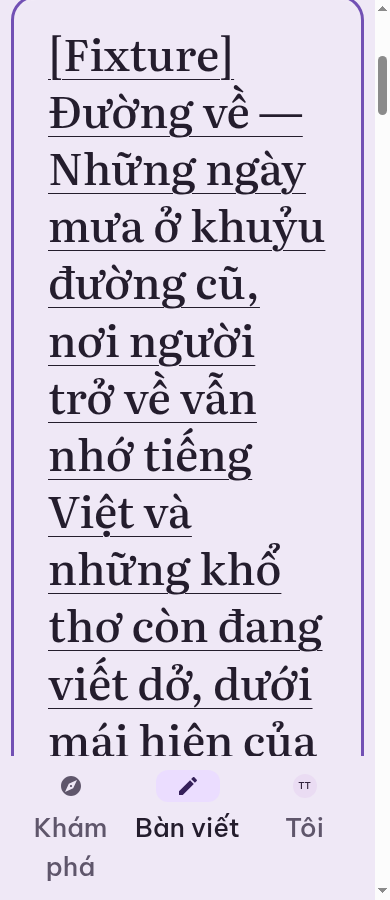 [Fixture]
Đường về —
Những ngày
mưa ở khuỷu
đường cũ,
nơi người
trở về vẫn
nhớ tiếng
Việt và
những khổ
thơ còn đang
viết dở, dưới
mái hiên của
TT
Khám phá
Bàn viết
Tôi